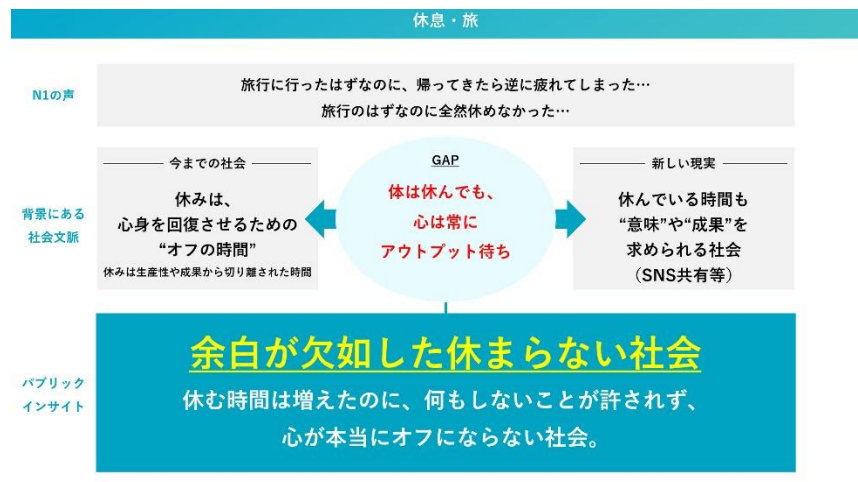 休息・旅
N1の声
旅行に行ったはずなのに、帰ってきたら逆に疲れてしまった…
旅行のはずなのに全然休めなかった…
背景にある
社会文脈
今までの社会
休みは、
心身を回復させるための
“オフの時間”
休みは生産性や成果から切り離された時間
GAP
体は休んでも、
心は常に
アウトプット待ち
新しい現実
休んでいる時間も
“意味”や“成果”を
求められる社会
（SNS共有等）
パブリック
インサイト
余白が欠如した休まらない社会
休む時間は増えたのに、何もしないことが許されず、
心が本当にオフにならない社会。